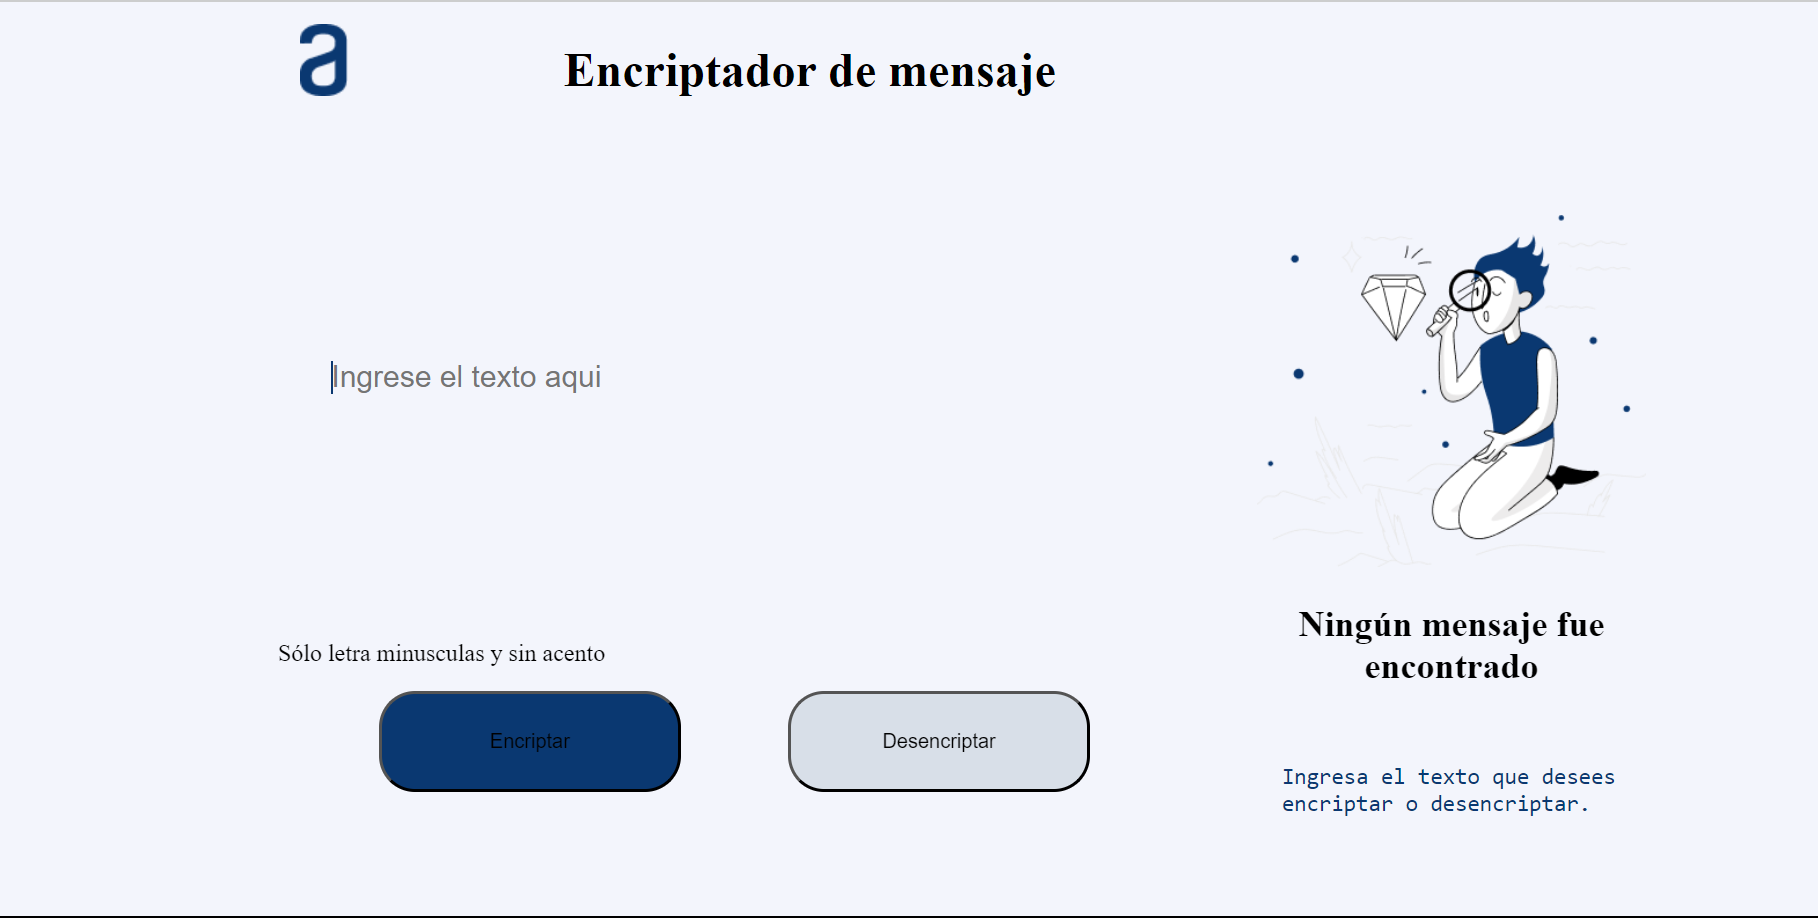 a
Encriptador de mensaje
Ingrese el texto aqui
Sólo letra minusculas y sin acento
Encriptar
Desencriptar
Ningún mensaje fue
encontrado
Ingresa el texto que desees
encriptar o desencriptar.